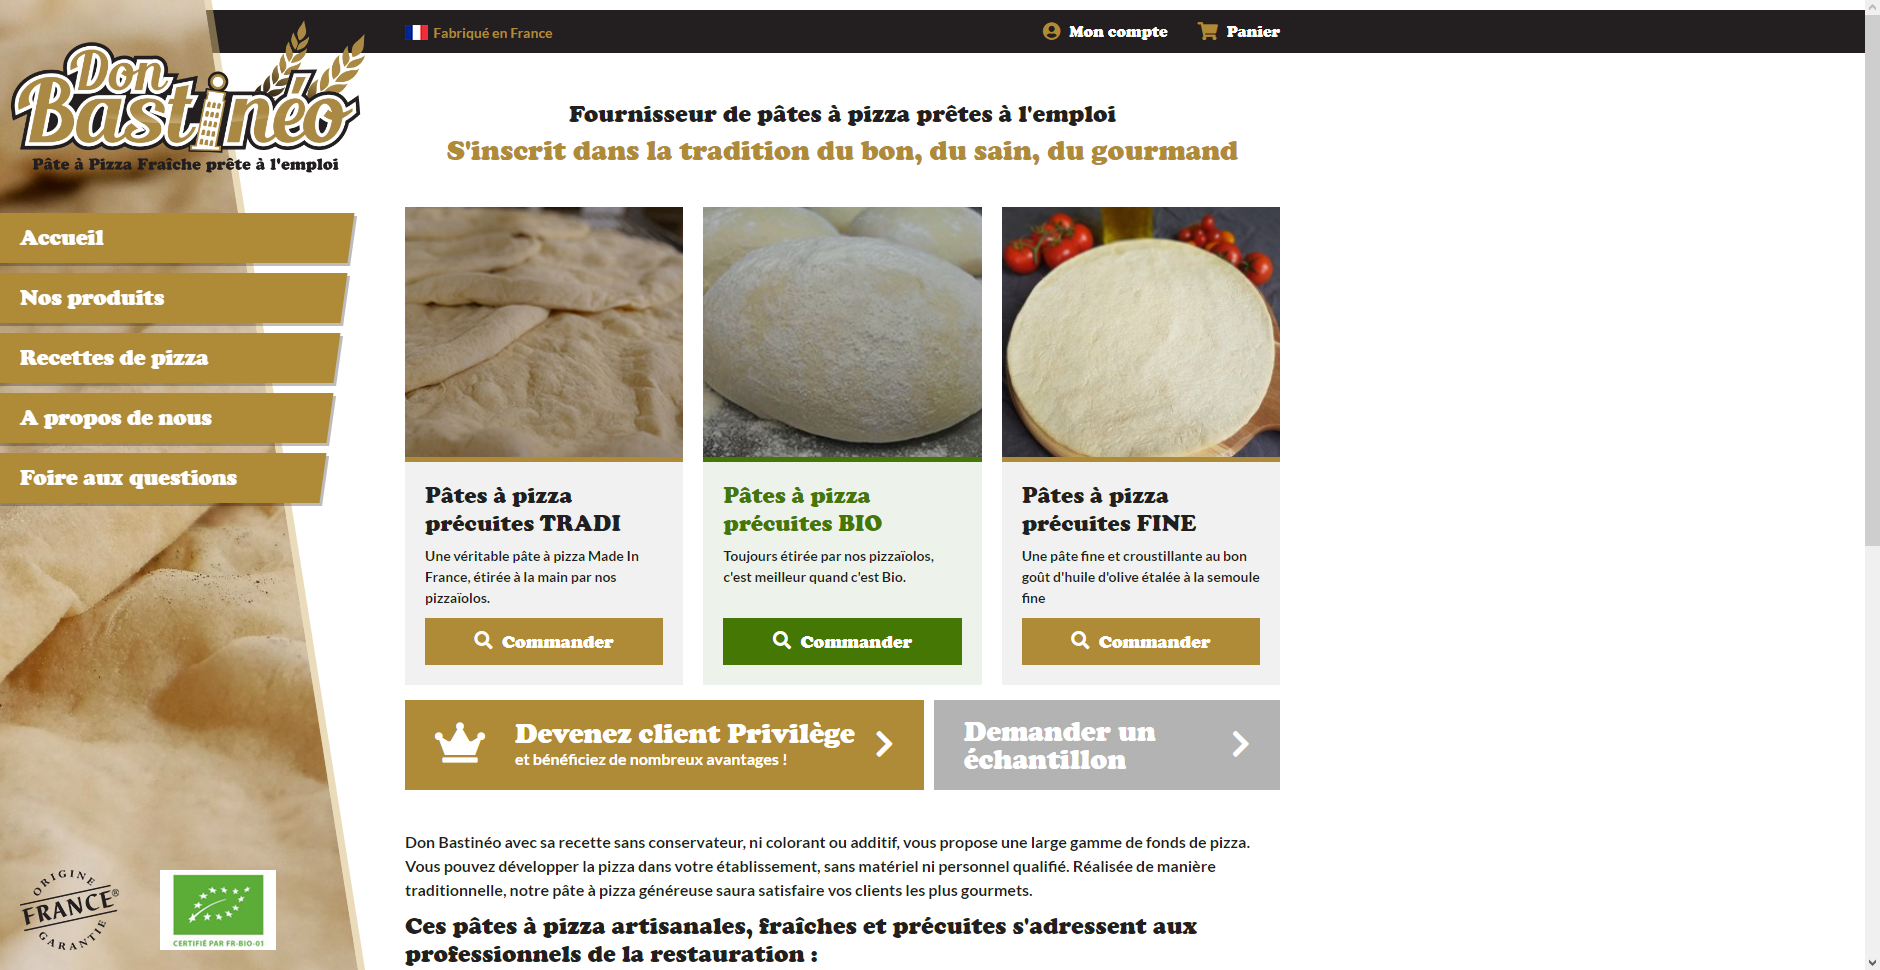 Fabriqué en France
Mon compte
Panier
Don
Bastinéo
Pâte à Pizza Fraîche prête à l'emploi
Accueil
Nos produits
Recettes de pizza
A propos de nous
Foire aux questions
ORIGINE
FRANCE®
GARANTIE
CERTIFIÉ PAR FR-BIO-01
Fournisseur de pâtes à pizza prêtes à l'emploi
S'inscrit dans la tradition du bon, du sain, du gourmand
Pâtes à pizza
précuites TRADI
Une véritable pâte à pizza Made In
France, étirée à la main par nos
pizzaïolos.
Commander
Pâtes à pizza
précuites BIO
Toujours étirée par nos pizzaïolos,
c'est meilleur quand c'est Bio.
Commander
Pâtes à pizza
précuites FINE
Une pâte fine et croustillante au bon
goût d'huile d'olive étalée à la semoule
fine
Commander
Devenez client Privilège
et bénéficiez de nombreux avantages !
Demander un
échantillon
Don Bastinéo avec sa recette sans conservateur, ni colorant ou additif, vous propose une large gamme de fonds de pizza.
Vous pouvez développer la pizza dans votre établissement, sans matériel ni personnel qualifié. Réalisée de manière
traditionnelle, notre pâte à pizza généreuse saura satisfaire vos clients les plus gourmets.
Ces pâtes à pizza artisanales, fraîches et précuites s'adressent aux
professionnels de la restauration :